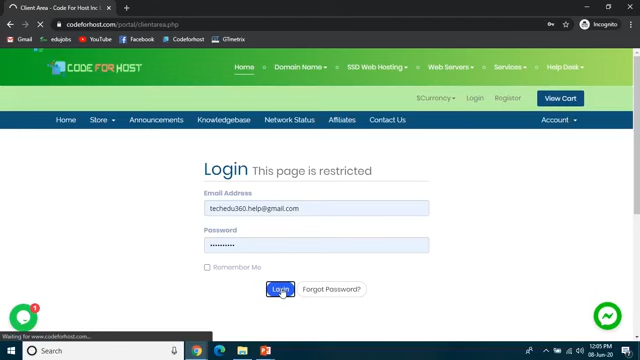 Client Area - Code For Host Inc
codeforhost.com/portal/clientarea.php
Incognito
Gmail edujobs YouTube Facebook Codeforhost GTmetrix
CODE FOR HOST
Home Domain Name SSD Web Hosting Web Servers Services Help Desk
$Currency Login Register View Cart
Home Store Announcements Knowledgebase Network Status Affiliates Contact Us Account
Login This page is restricted
Email Address
techedu360.help@gmail.com
Password
Remember Me
Login Forgot Password?
1
Waiting for www.codeforhost.com...
Search
12:05 PM
08-Jun-20